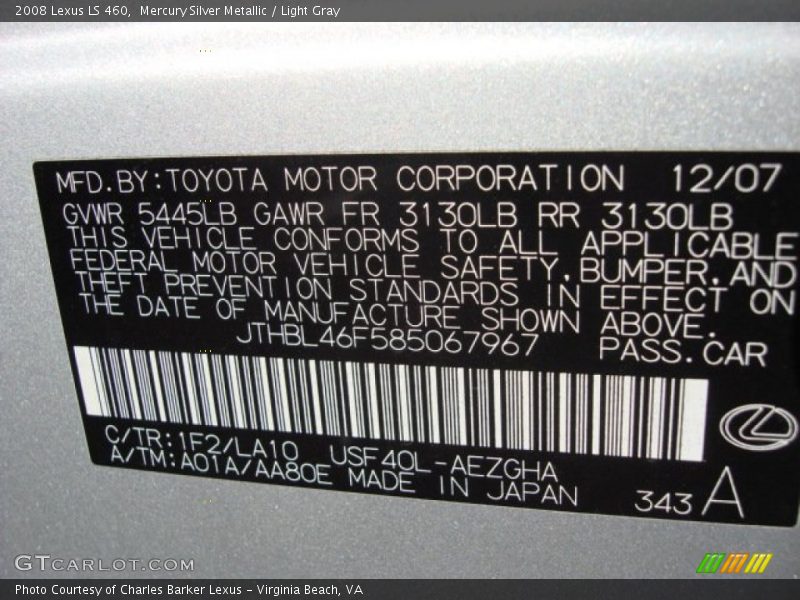 2008 Lexus LS 460, Mercury Silver Metallic / Light Gray
MFD.BY:TOYOTA MOTOR CORPORATION 12/07
GVWR 5445LB GAWR FR 3130LB RR 3130LB
THIS VEHICLE CONFORMS TO ALL APPLICABLE
FEDERAL MOTOR VEHICLE SAFETY,BUMPER,AND
THEFT PREVENTION STANDARDS IN EFFECT ON
THE DATE OF MANUFACTURE SHOWN ABOVE.
JTHBL46F585067967 PASS.CAR
C/TR:1F2/LA10 USF40L-AEZGHA
A/TM:A01A/AA80E MADE IN JAPAN 343 A
GTCARLOT.COM
Photo Courtesy of Charles Barker Lexus - Virginia Beach, VA